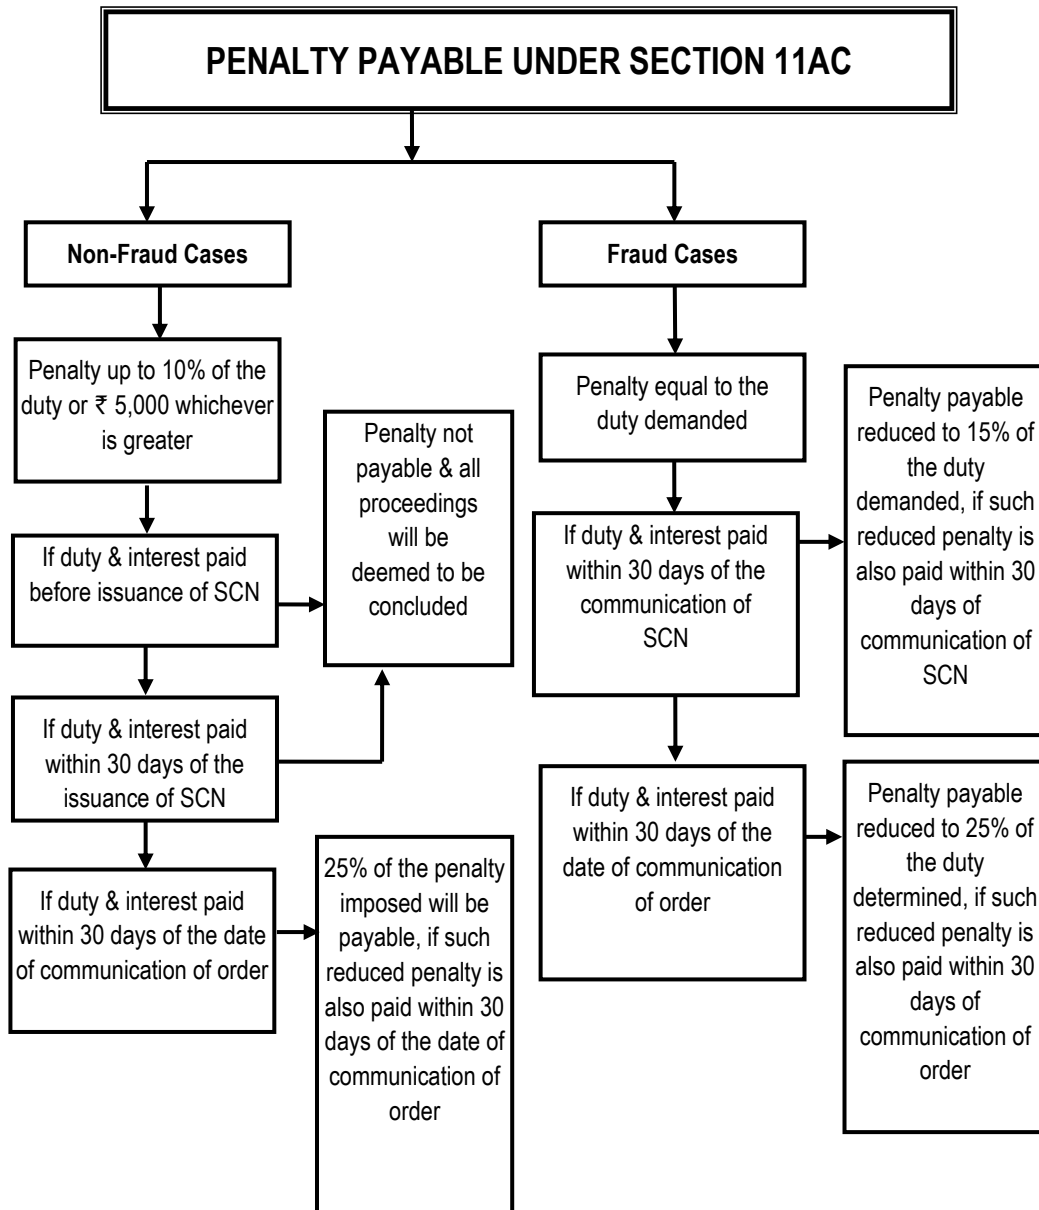 PENALTY PAYABLE UNDER SECTION 11AC
Non-Fraud Cases
Penalty up to 10% of the
duty or ₹ 5,000 whichever
is greater
If duty & interest paid
before issuance of SCN
Penalty not
payable & all
proceedings
will be
deemed to be
concluded
If duty & interest paid
within 30 days of the
issuance of SCN
If duty & interest paid
within 30 days of the date
of communication of order
25% of the penalty
imposed will be
payable, if such
reduced penalty is
also paid within 30
days of the date of
communication of
order
Fraud Cases
Penalty equal to the
duty demanded
If duty & interest paid
within 30 days of the
communication of
SCN
Penalty payable
reduced to 15% of
the duty
demanded, if such
reduced penalty is
also paid within 30
days of
communication of
SCN
If duty & interest paid
within 30 days of the
date of communication
of order
Penalty payable
reduced to 25% of
the duty
determined, if such
reduced penalty is
also paid within 30
days of
communication of
order